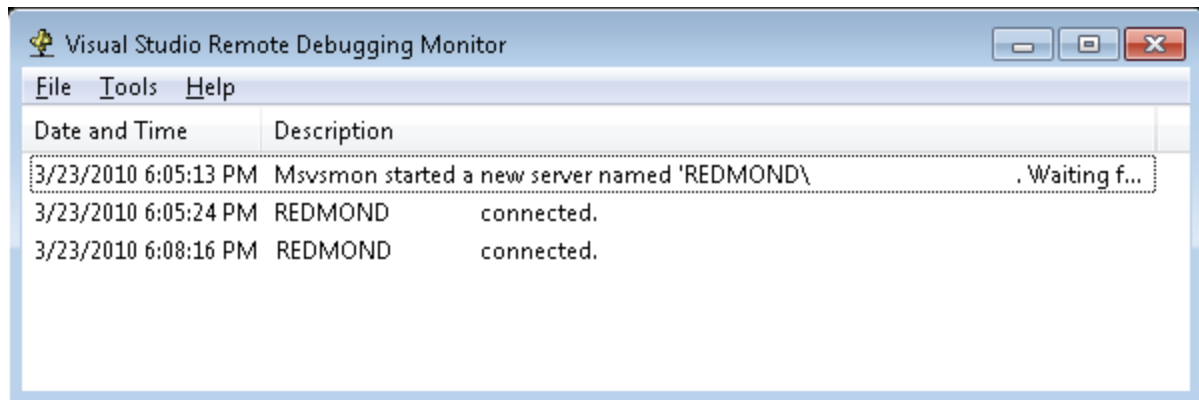 Visual Studio Remote Debugging Monitor
File Tools Help
Date and Time Description
3/23/2010 6:05:13 PM Msvsmon started a new server named 'REDMOND\ . Waiting f...
3/23/2010 6:05:24 PM REDMOND connected.
3/23/2010 6:08:16 PM REDMOND connected.